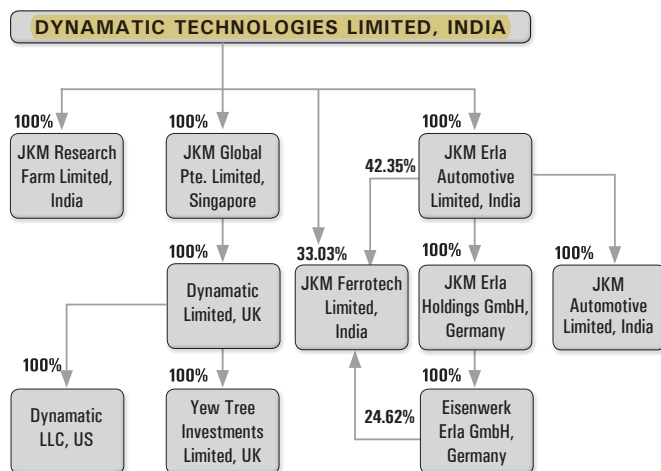 DYNAMATIC TECHNOLOGIES LIMITED, INDIA
100%
100%
100%
JKM Research
Farm Limited,
India
JKM Global
Pte. Limited,
Singapore
42.35%
JKM Erla
Automotive
Limited, India
100%
33.03%
100%
100%
Dynamatic
Limited, UK
JKM Ferrotech
Limited,
India
JKM Erla
Holdings GmbH,
Germany
JKM
Automotive
Limited, India
100%
100%
100%
Dynamatic
LLC, US
Yew Tree
Investments
Limited, UK
24.62%
Eisenwerk
Erla GmbH,
Germany